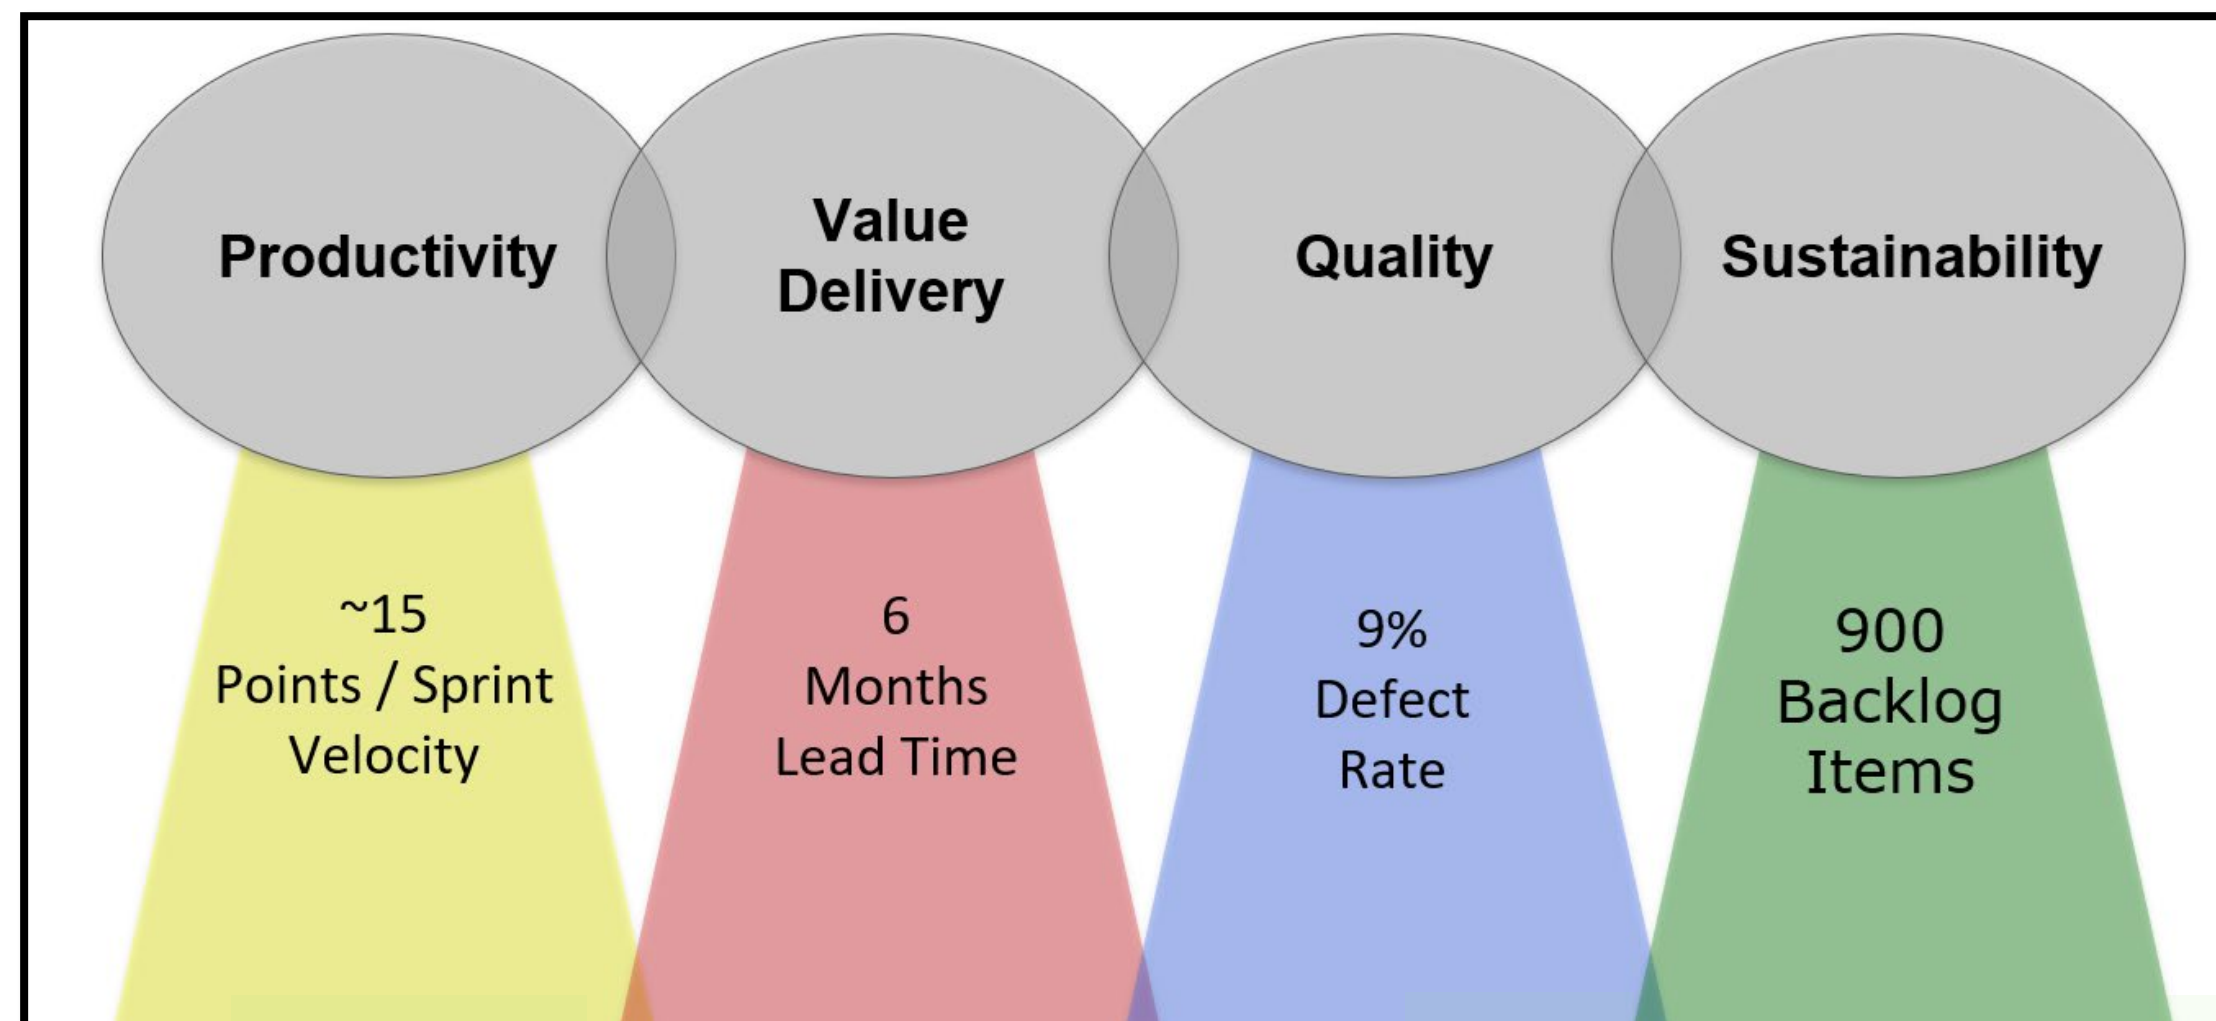 Productivity
Value
Delivery
Quality
Sustainability
~15
Points / Sprint
Velocity
6
Months
Lead Time
9%
Defect
Rate
900
Backlog
Items